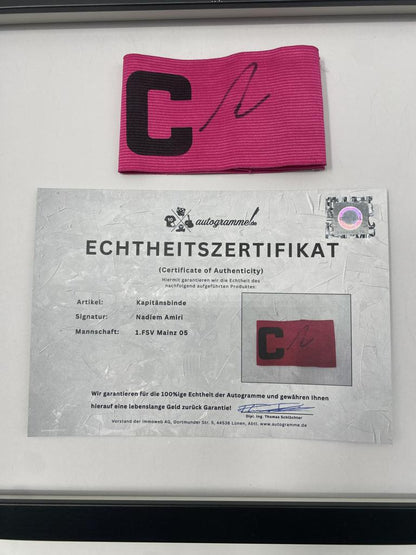 C
autogramme.de
ECHTHEITSZERTIFIKAT
(Certificate of Authenticity)
Hiermit garantieren wir die Echtheit des
nachfolgend aufgeführten Produktes:
Artikel: Kapitänsbinde
Signatur: Nadiem Amiri
Mannschaft: 1.FSV Mainz 05
C
Wir garantieren für die 100%ige Echtheit der Autogramme und gewähren Ihnen
hierauf eine lebenslange Geld zurück Garantie!
Dipl. Ing. Thomas Schlüchter
Vorstand der Immoweb AG, Dortmunder Str. 5, 44536 Lünen, Abtl. www.autogramme.de